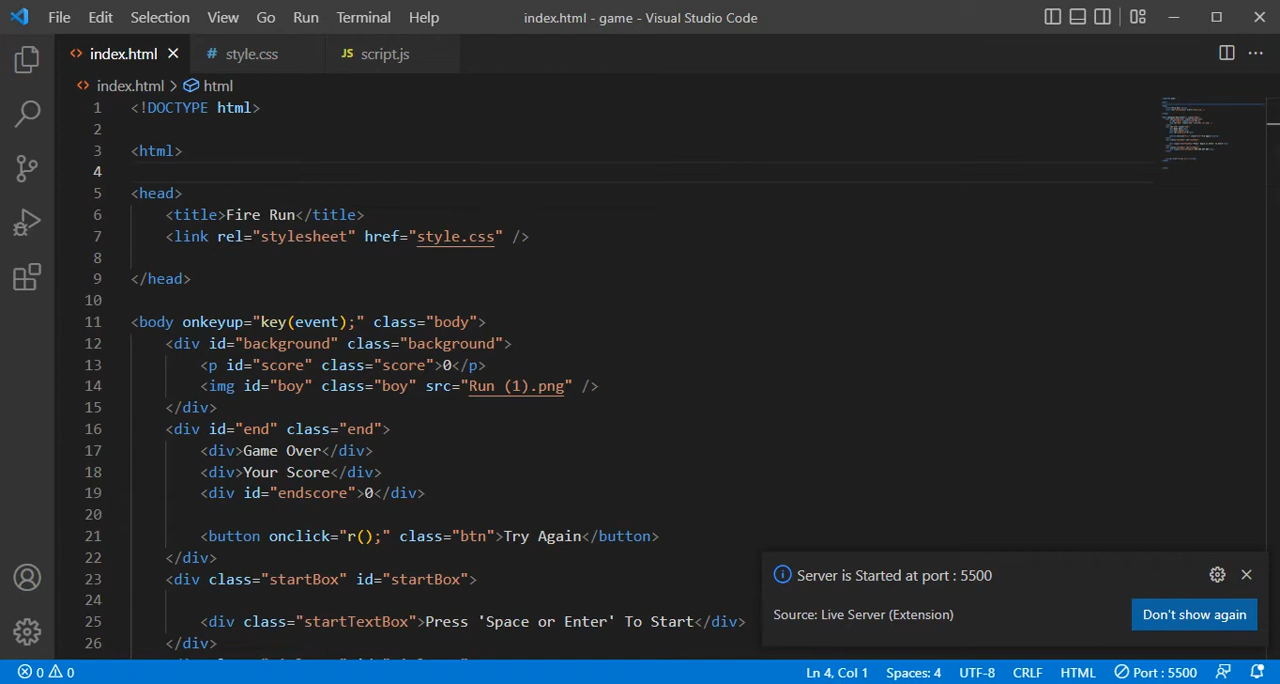 File Edit Selection View Go Run Terminal Help index.html - game - Visual Studio Code
index.html style.css JS script.js
index.html > html
1 <!DOCTYPE html>
2
3 <html>
4
5 <head>
6 <title>Fire Run</title>
7 <link rel="stylesheet" href="style.css" />
8
9 </head>
10
11 <body onkeyup="key(event);" class="body">
12 <div id="background" class="background">
13 <p id="score" class="score">0</p>
14 <img id="boy" class="boy" src="Run (1).png" />
15 </div>
16 <div id="end" class="end">
17 <div>Game Over</div>
18 <div>Your Score</div>
19 <div id="endscore">0</div>
20
21 <button onclick="r();" class="btn">Try Again</button>
22 </div>
23 <div class="startBox" id="startBox">
24
25 <div class="startTextBox">Press 'Space or Enter' To Start</div>
26 </div>
Server is Started at port : 5500
Source: Live Server (Extension)
Don't show again
0 0 Ln 4, Col 1 Spaces: 4 UTF-8 CRLF HTML Port : 5500